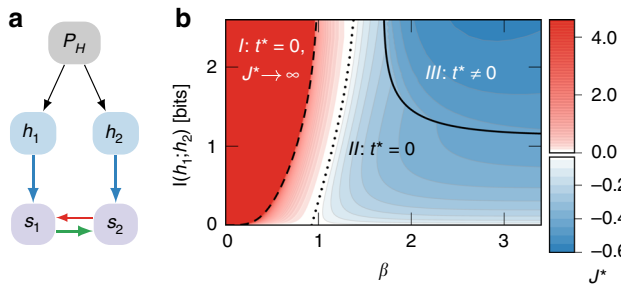 a
P_H
h_1
h_2
s_1
s_2
b
I(h_1;h_2) [bits]
2
1
0
0
1
2
3
β
I: t* = 0,
J* → ∞
II: t* = 0
III: t* ≠ 0
4.0
2.0
0.0
−0.2
−0.4
−0.6
J*